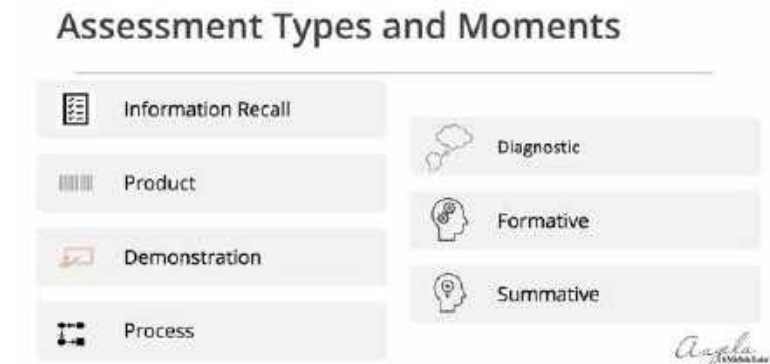 Assessment Types and Moments
Information Recall
Product
Demonstration
Process
Diagnostic
Formative
Summative
Angela